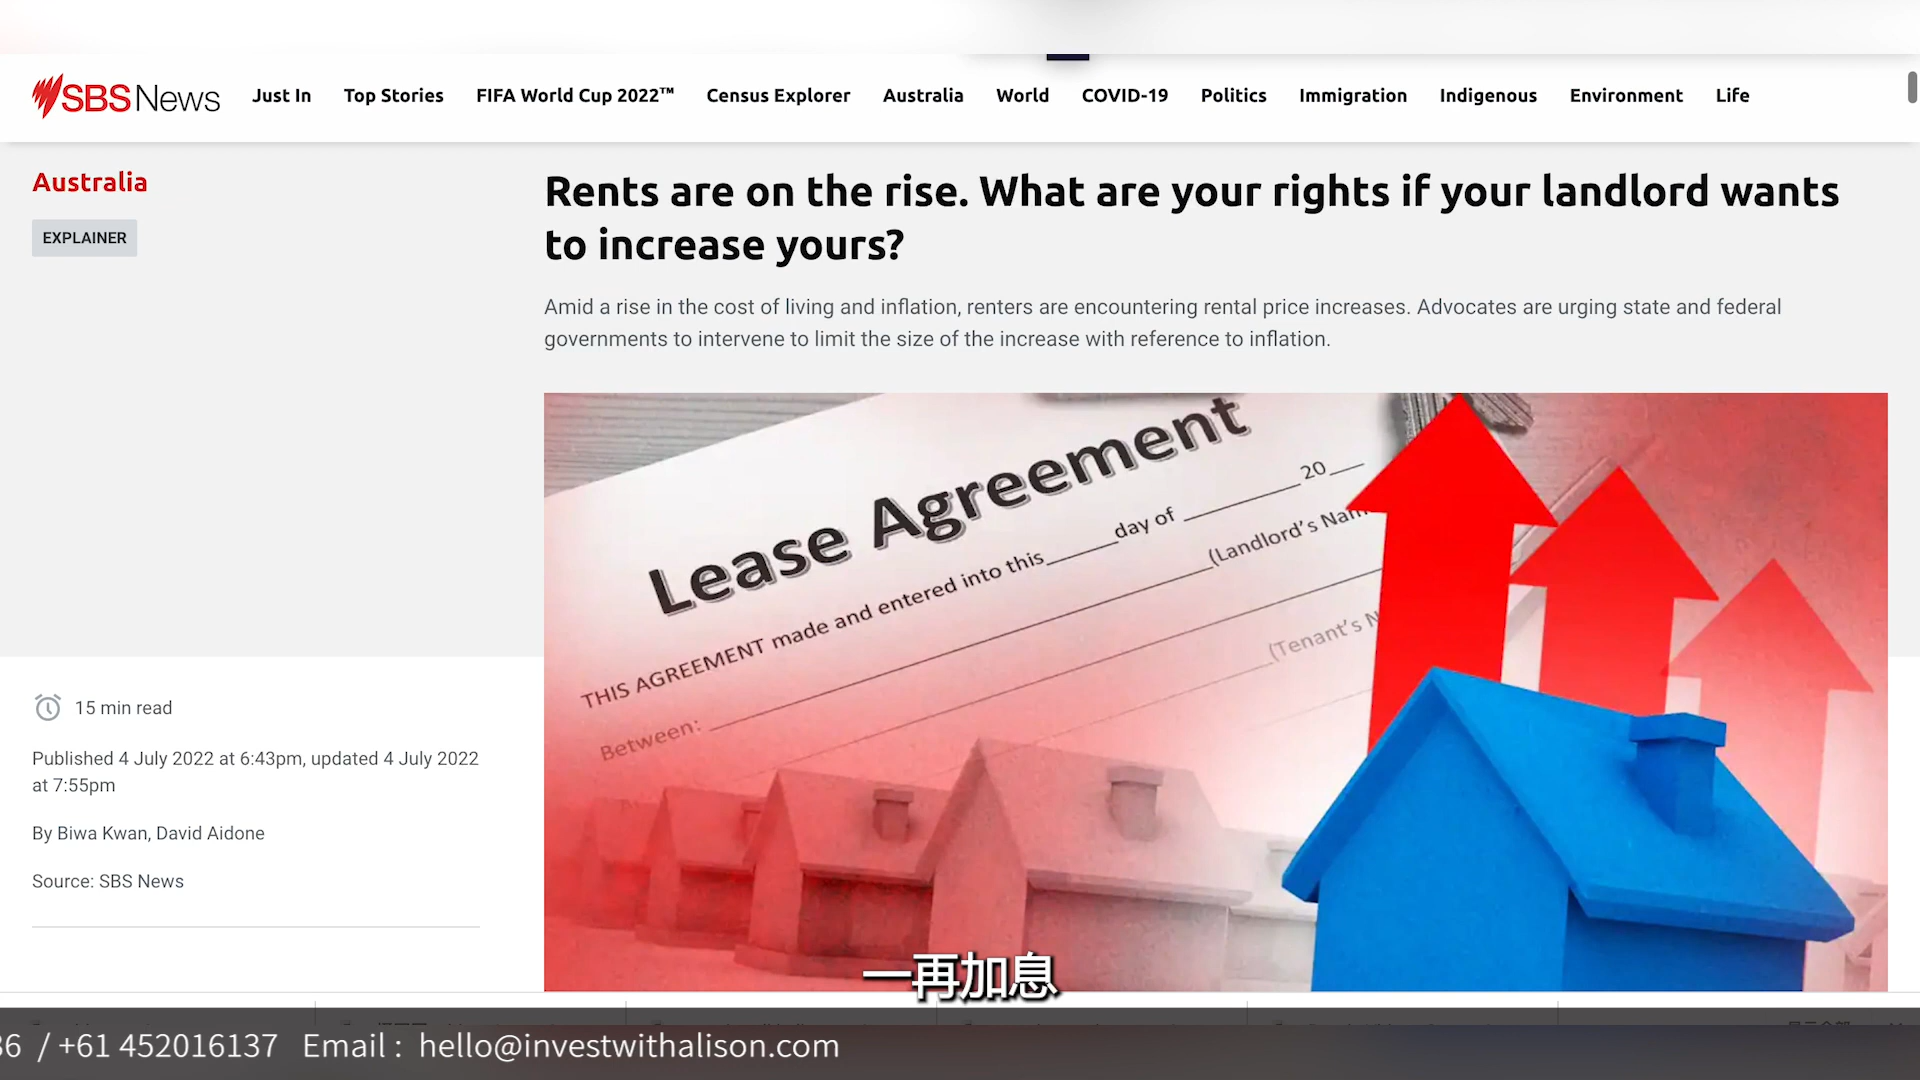 SBS News
Just In Top Stories FIFA World Cup 2022™ Census Explorer Australia World COVID-19 Politics Immigration Indigenous Environment Life
Australia
EXPLAINER
Rents are on the rise. What are your rights if your landlord wants
to increase yours?
Amid a rise in the cost of living and inflation, renters are encountering rental price increases. Advocates are urging state and federal
governments to intervene to limit the size of the increase with reference to inflation.
Lease Agreement
THIS AGREEMENT made and entered into this ______ day of __________ 20___
(Landlord's Nam
Between:
(Tenant's N
15 min read
Published 4 July 2022 at 6:43pm, updated 4 July 2022
at 7:55pm
By Biwa Kwan, David Aidone
Source: SBS News
一再加息
36 / +61 452016137 Email : hello@investwithalison.com